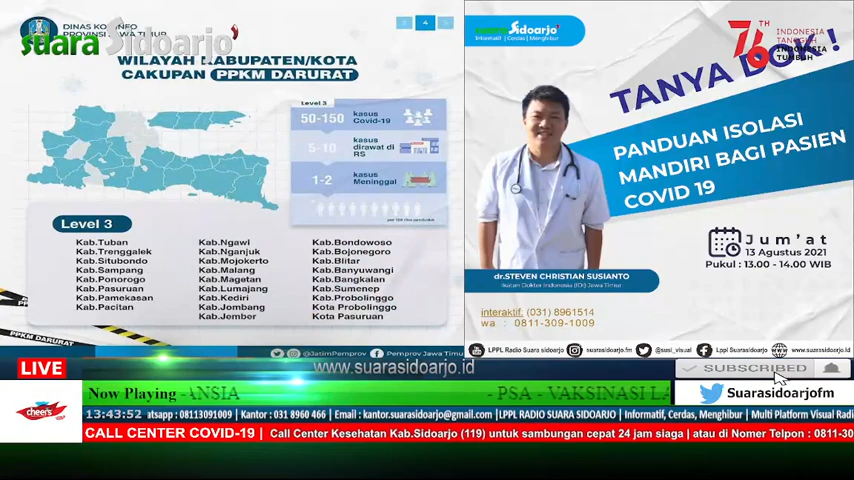 DINAS KOMINFO
PROVINSI JAWA TIMUR
suara Sidoarjo
4
WILAYAH KABUPATEN/KOTA
CAKUPAN PPKM DARURAT
Level 3
50-150 kasus Covid-19
5-10 kasus dirawat di RS
1-2 kasus Meninggal
Level 3
Kab.Tuban
Kab.Trenggalek
Kab.Situbondo
Kab.Sampang
Kab.Ponorogo
Kab.Pasuruan
Kab.Pamekasan
Kab.Pacitan
Kab.Ngawi
Kab.Nganjuk
Kab.Mojokerto
Kab.Malang
Kab.Magetan
Kab.Lumajang
Kab.Kediri
Kab.Jombang
Kab.Jember
Kab.Bondowoso
Kab.Bojonegoro
Kab.Blitar
Kab.Banyuwangi
Kab.Bangkalan
Kab.Sumenep
Kab.Probolinggo
Kota Probolinggo
Kota Pasuruan
PPKM DARURAT
@JatimPemprov
Pemprov Jawa Timur
suara Sidoarjo
Informatif | Cerdas | Menghibur
76TH
INDONESIA
TANGGUH
INDONESIA
TUMBUH
TANYA DOK!
PANDUAN ISOLASI
MANDIRI BAGI PASIEN
COVID 19
Jum'at
13 Agustus 2021
Pukul : 13.00 - 14.00 WIB
dr.STEVEN CHRISTIAN SUSIANTO
Ikatan Dokter Indonesia (IDI) Jawa Timur
interaktif. (031) 8961514
wa : 0811-309-1009
LPPL Radio Suara sidoarjo
suarasidoarjo.fm
@susi_visual
Lppl Suarasidoarjo
www.suarasidoarjo.id
LIVE
SUBSCRIBED
Now Playing
ANSIA
- PSA - VAKSINASI LA
Suarasidoarjofm
cheers
13:43:52
atsapp : 08113091009 | Kantor : 031 8960 466 | Email : kantor.suarasidoarjo@gmail.com |LPPL RADIO SUARA SIDOARJO | Informatif, Cerdas, Menghibur | Multi Platform Visual Radi
CALL CENTER COVID-19 | Call Center Kesehatan Kab.Sidoarjo (119) untuk sambungan cepat 24 jam siaga | atau di Nomer Telpon : 0811-30